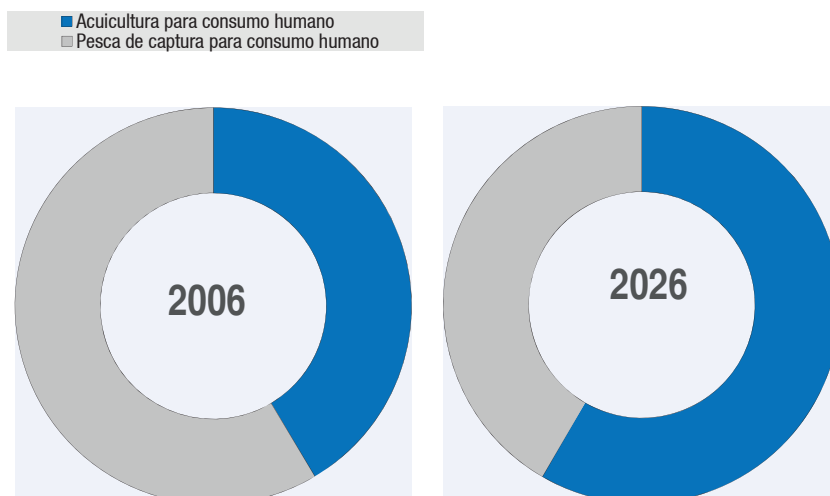 Acuicultura para consumo humano
Pesca de captura para consumo humano
2006
2026